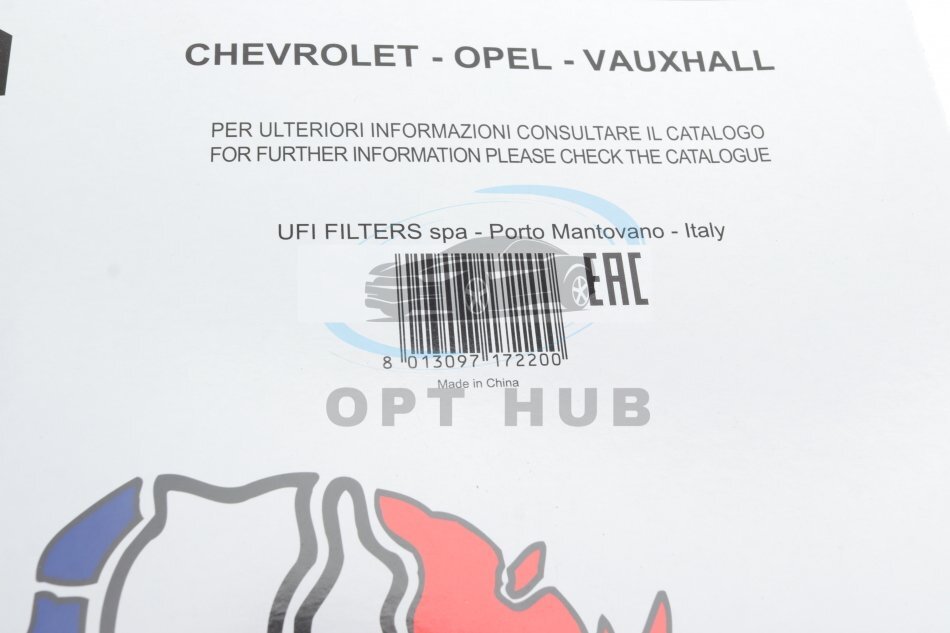 CHEVROLET - OPEL - VAUXHALL
PER ULTERIORI INFORMAZIONI CONSULTARE IL CATALOGO
FOR FURTHER INFORMATION PLEASE CHECK THE CATALOGUE
UFI FILTERS spa - Porto Mantovano - Italy
EAC
8 013097 172200
Made in China
OPT HUB